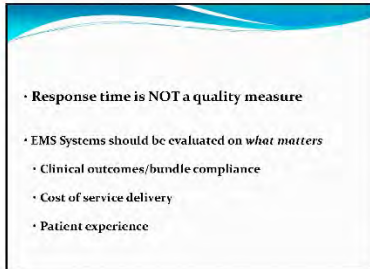 • Response time is NOT a quality measure
• EMS Systems should be evaluated on what matters
• Clinical outcomes/bundle compliance
• Cost of service delivery
• Patient experience